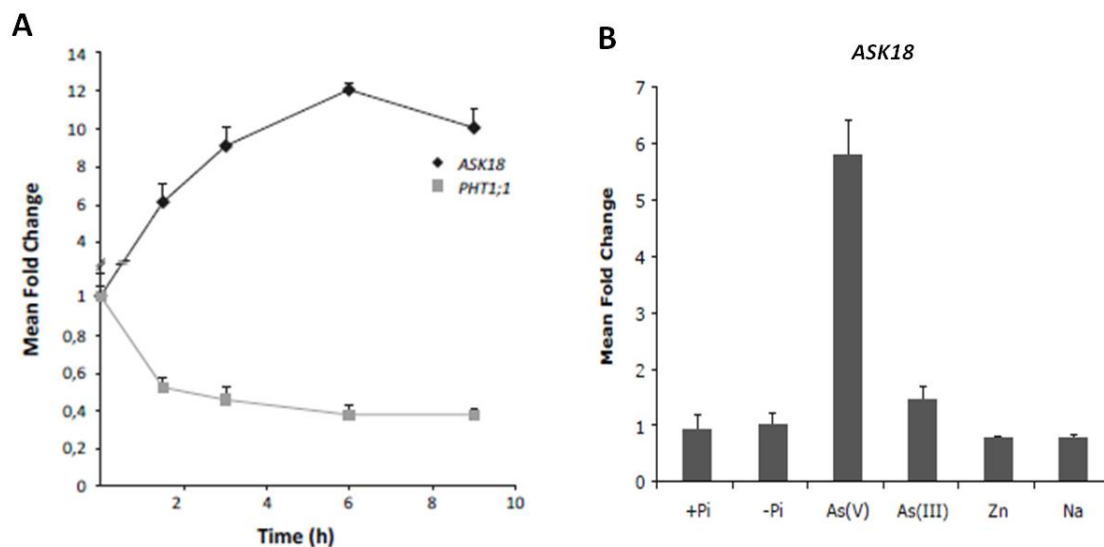 A
14
12
10
8
6
4
1
0,8
0,6
0,4
0,2
0
Mean Fold Change
ASK18
PHT1;1
2
4
6
8
10
Time (h)
B
ASK18
7
6
5
4
3
2
1
0
Mean Fold Change
+Pi
-Pi
As(V)
As(III)
Zn
Na